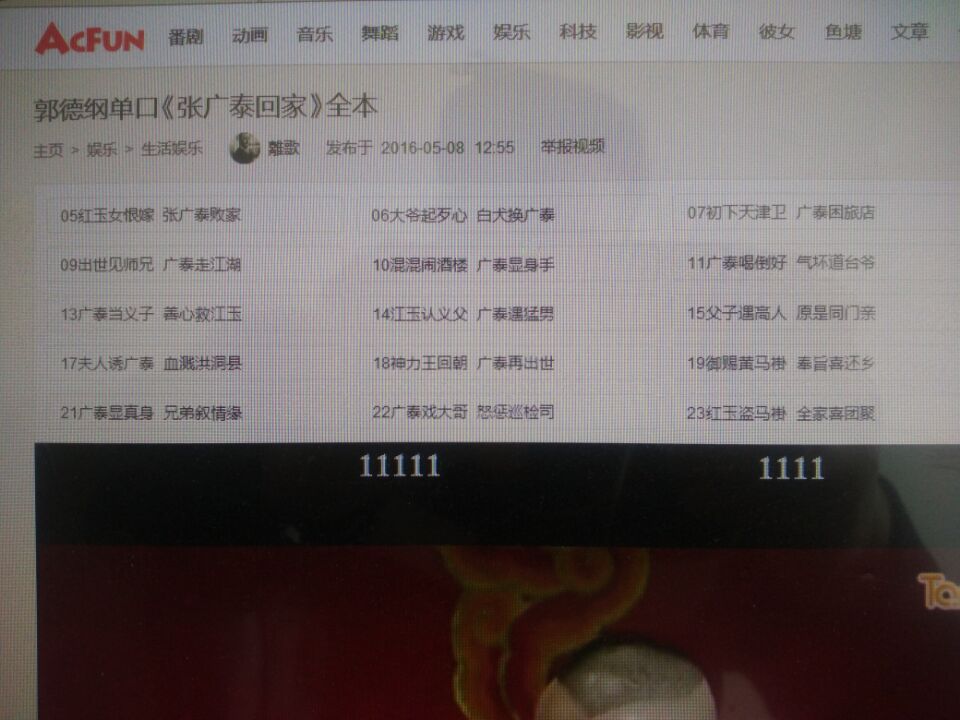 AcFun 番剧 动画 音乐 舞蹈 游戏 娱乐 科技 影视 体育 彼女 鱼塘 文章
郭德纲单口《张广泰回家》全本
主页 > 娱乐 > 生活娱乐 離歌 发布于 2016-05-08 12:55 举报视频
05红玉女恨嫁 张广泰败家 06大爷起歹心 白犬换广泰 07初下天津卫 广泰困旅店
09出世见师兄 广泰走江湖 10混混闹酒楼 广泰显身手 11广泰喝倒好 气坏道台爷
13广泰当义子 善心救江玉 14江玉认义父 广泰遇猛男 15父子遇高人 原是同门亲
17夫人诱广泰 血溅洪洞县 18神力王回朝 广泰再出世 19御赐黄马褂 奉旨喜还乡
21广泰显真身 兄弟叙情缘 22广泰戏大哥 怒惩巡检司 23红玉盗马褂 全家喜团聚
11111 1111